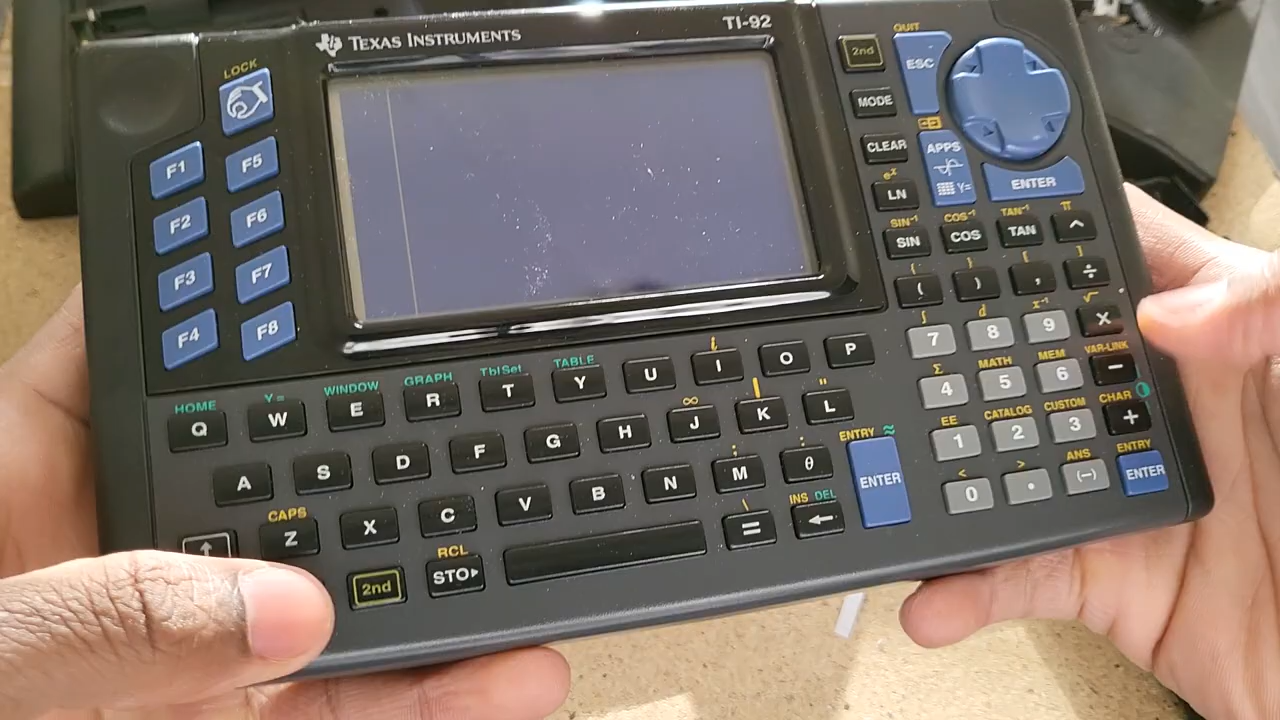 TEXAS INSTRUMENTS TI-92
LOCK
F1 F5
F2 F6
F3 F7
F4 F8
QUIT
2nd ESC
MODE
CLEAR APPS
Y=
ENTER
eˣ
LN
SIN⁻¹ COS⁻¹ TAN⁻¹ π
SIN COS TAN ^
{ } [ ]
( ) , ÷
∫ d x⁻¹ √
7 8 9 ×
Σ MATH MEM VAR-LINK
4 5 6 −
EE CATALOG CUSTOM CHAR
1 2 3 +
< > ANS ENTRY
0 . (−) ENTER
HOME Y= WINDOW GRAPH TblSet TABLE i
Q W E R T Y U I O P
∞ | "
A S D F G H J K L
CAPS ; : ENTRY ≈
↑ Z X C V B N M θ ENTER
RCL \ INS DEL
2nd STO▸ = ←